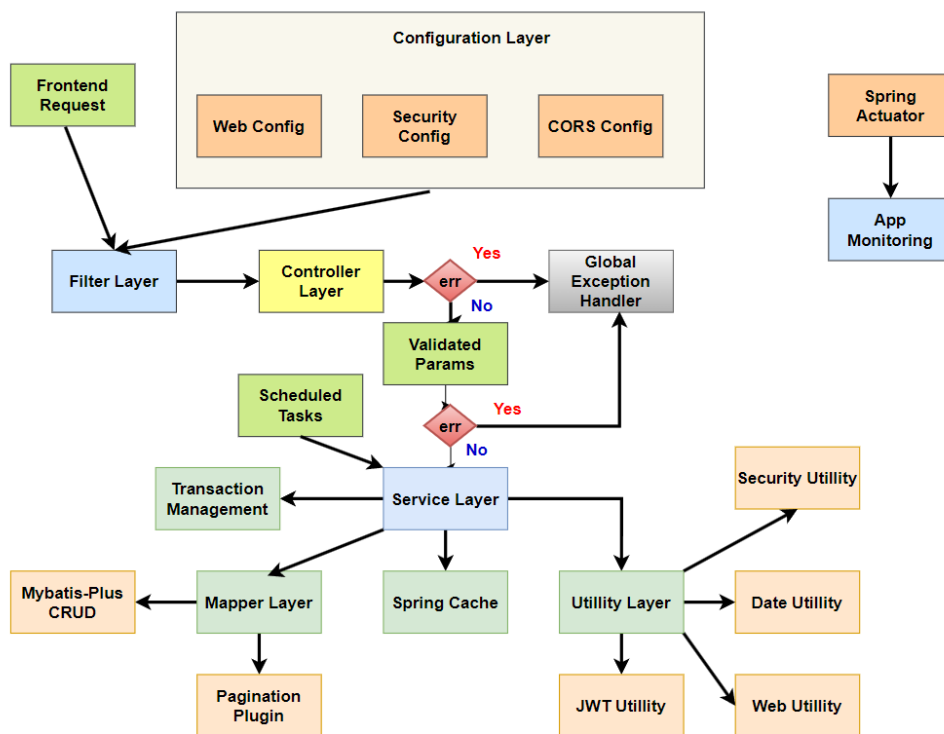 Configuration Layer
Frontend
Request
Web Config
Security
Config
CORS Config
Spring
Actuator
App
Monitoring
Filter Layer
Controller
Layer
err
Yes
No
Global
Exception
Handler
Validated
Params
Scheduled
Tasks
err
Yes
No
Transaction
Management
Service Layer
Security Utillity
Mybatis-Plus
CRUD
Mapper Layer
Spring Cache
Utillity Layer
Date Utillity
Pagination
Plugin
JWT Utillity
Web Utillity